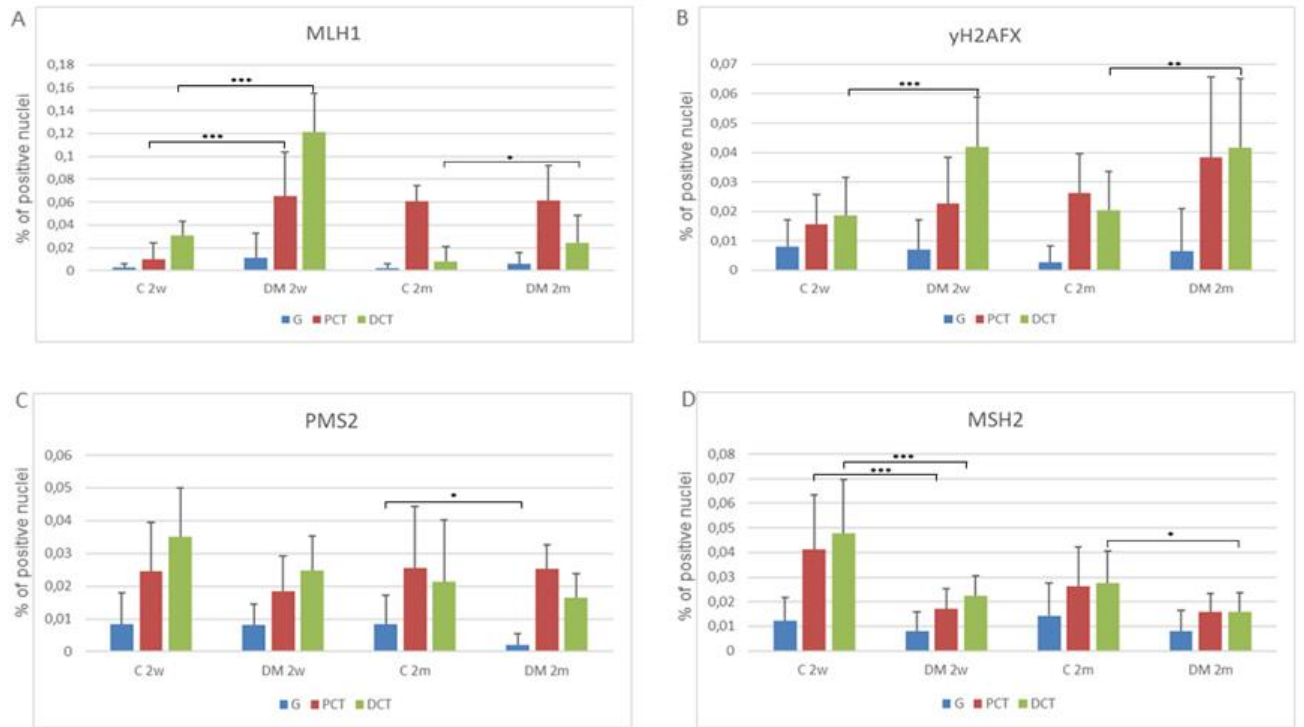 A
MLH1
% of positive nuclei
0,18
0,16
0,14
0,12
0,1
0,08
0,06
0,04
0,02
0
***
***
*
C 2w DM 2w C 2m DM 2m
G PCT DCT
B
yH2AFX
% of positive nuclei
0,07
0,06
0,05
0,04
0,03
0,02
0,01
0
***
**
C 2w DM 2w C 2m DM 2m
G PCT DCT
C
PMS2
% of positive nuclei
0,06
0,05
0,04
0,03
0,02
0,01
0
*
C 2w DM 2w C 2m DM 2m
G PCT DCT
D
MSH2
% of positive nuclei
0,08
0,07
0,06
0,05
0,04
0,03
0,02
0,01
0
***
***
*
C 2w DM 2w C 2m DM 2m
G PCT DCT